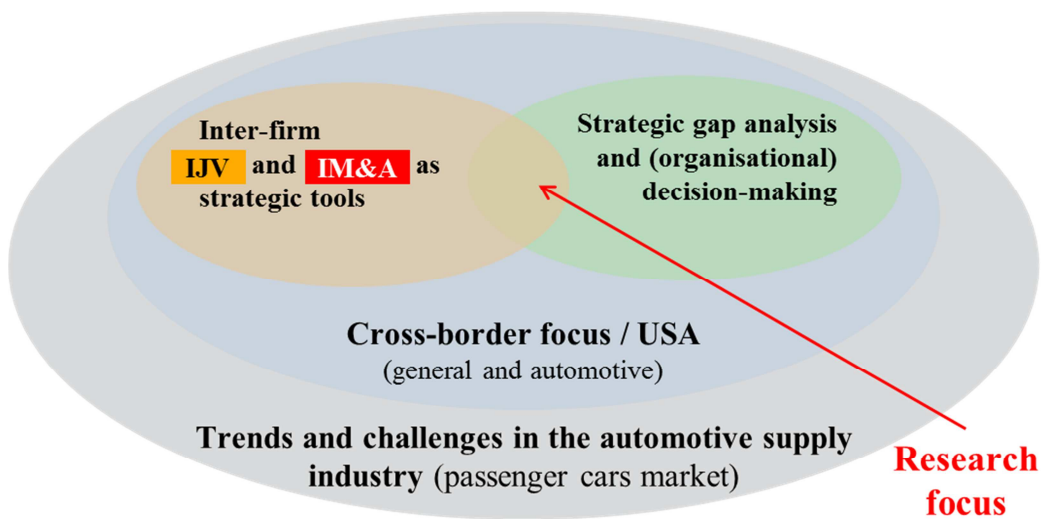 Inter-firm
IJV and IM&A as
strategic tools
Strategic gap analysis
and (organisational)
decision-making
Cross-border focus / USA
(general and automotive)
Trends and challenges in the automotive supply
industry (passenger cars market)
Research
focus